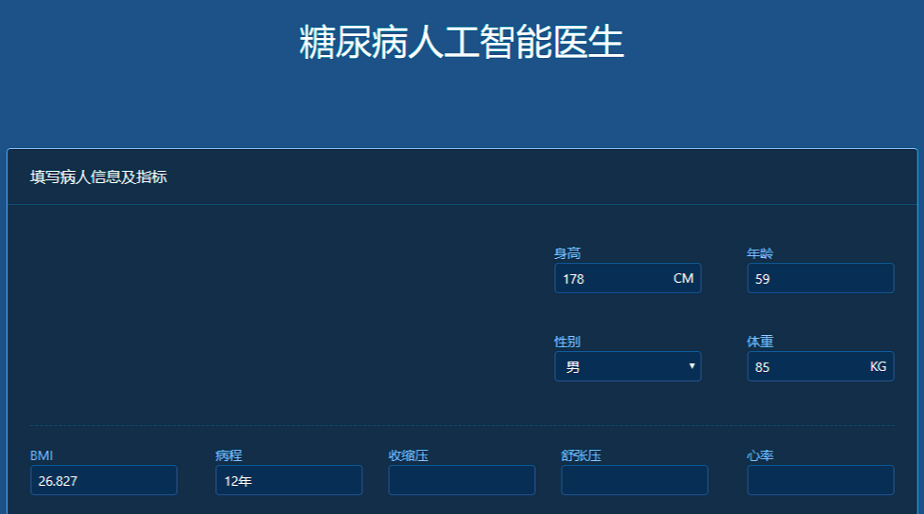 糖尿病人工智能医生
填写病人信息及指标
身高 年龄
178 CM 59
性别 体重
男 85 KG
BMI 病程 收缩压 舒张压 心率
26.827 12年